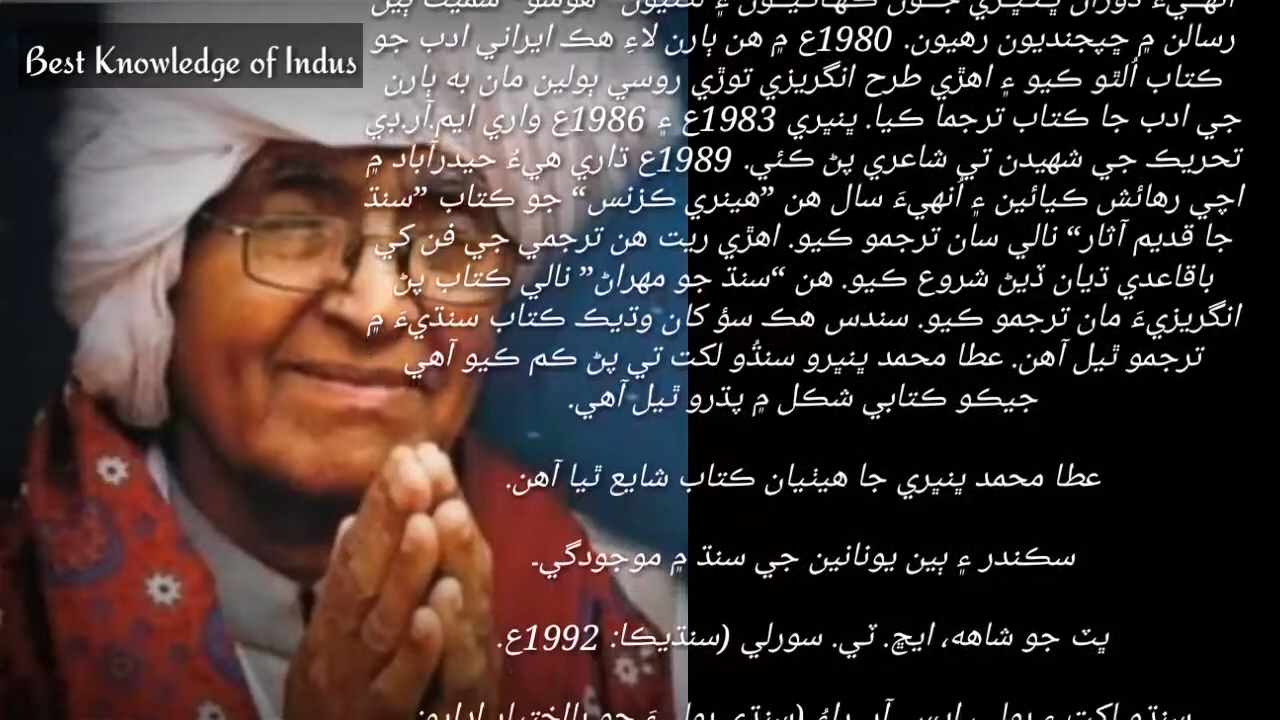 Best Knowledge of Indus
رسالن ۾ ڇپجنديون رهيون. 1980ع ۾ هن ٻارن لاءِ هڪ ايراني ادب جو
ڪتاب اُلٿو ڪيو ۽ اهڙي طرح انگريزي توڙي روسي ٻولين مان به ٻارن
جي ادب جا ڪتاب ترجما ڪيا. ڀنڀري 1983ع ۽ 1986ع واري ايم.آر.ڊي
تحريڪ جي شهيدن تي شاعري پڻ ڪئي. 1989ع ڌاري هيءُ حيدرآباد ۾
اچي رهائش ڪيائين ۽ اُنهيءَ سال هن ”هينري ڪزنس“ جو ڪتاب ”سنڌ
جا قديم آثار“ نالي سان ترجمو ڪيو. اهڙي ريت هن ترجمي جي فن کي
باقاعدي ڌيان ڏيڻ شروع ڪيو. هن “سنڌ جو مهراڻ” نالي ڪتاب پڻ
انگريزيءَ مان ترجمو ڪيو. سندس هڪ سؤ کان وڌيڪ ڪتاب سنڌيءَ ۾
ترجمو ٿيل آهن. عطا محمد ڀنڀرو سنڌُو لکت تي پڻ ڪم ڪيو آهي
جيڪو ڪتابي شڪل ۾ پڌرو ٿيل آهي.
عطا محمد ڀنڀري جا هيٺيان ڪتاب شايع ٿيا آهن.
سڪندر ۽ ٻين يونانين جي سنڌ ۾ موجودگي۔
ڀٽ جو شاهه، ايڇ. ٽي. سورلي (سنڌيڪا: 1992ع.